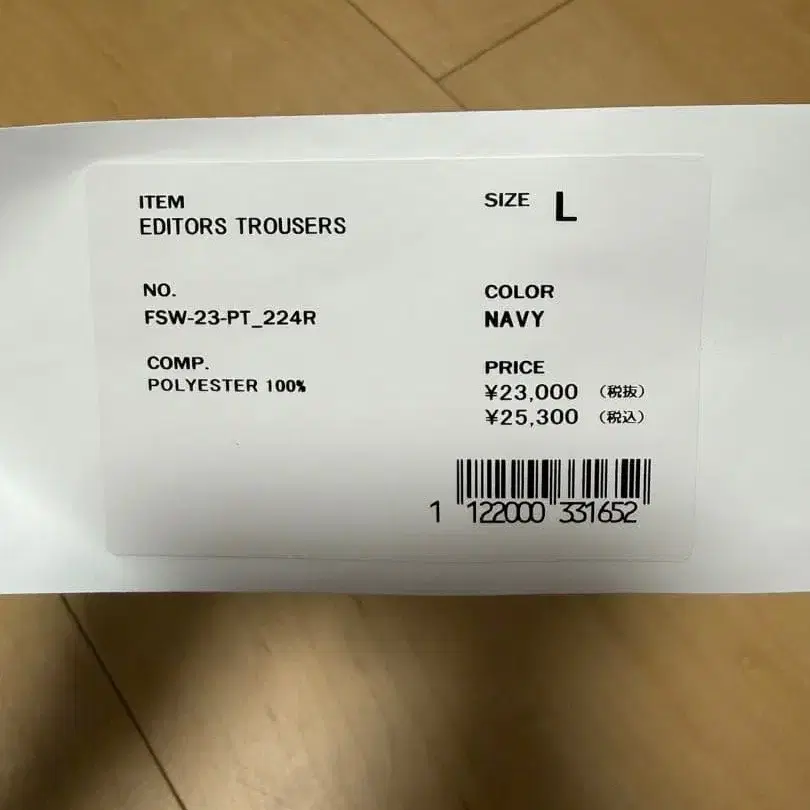 ITEM
EDITORS TROUSERS
SIZE L
NO.
FSW-23-PT_224R
COLOR
NAVY
COMP.
POLYESTER 100%
PRICE
¥23,000 (税抜)
¥25,300 (税込)
1 122000 331652